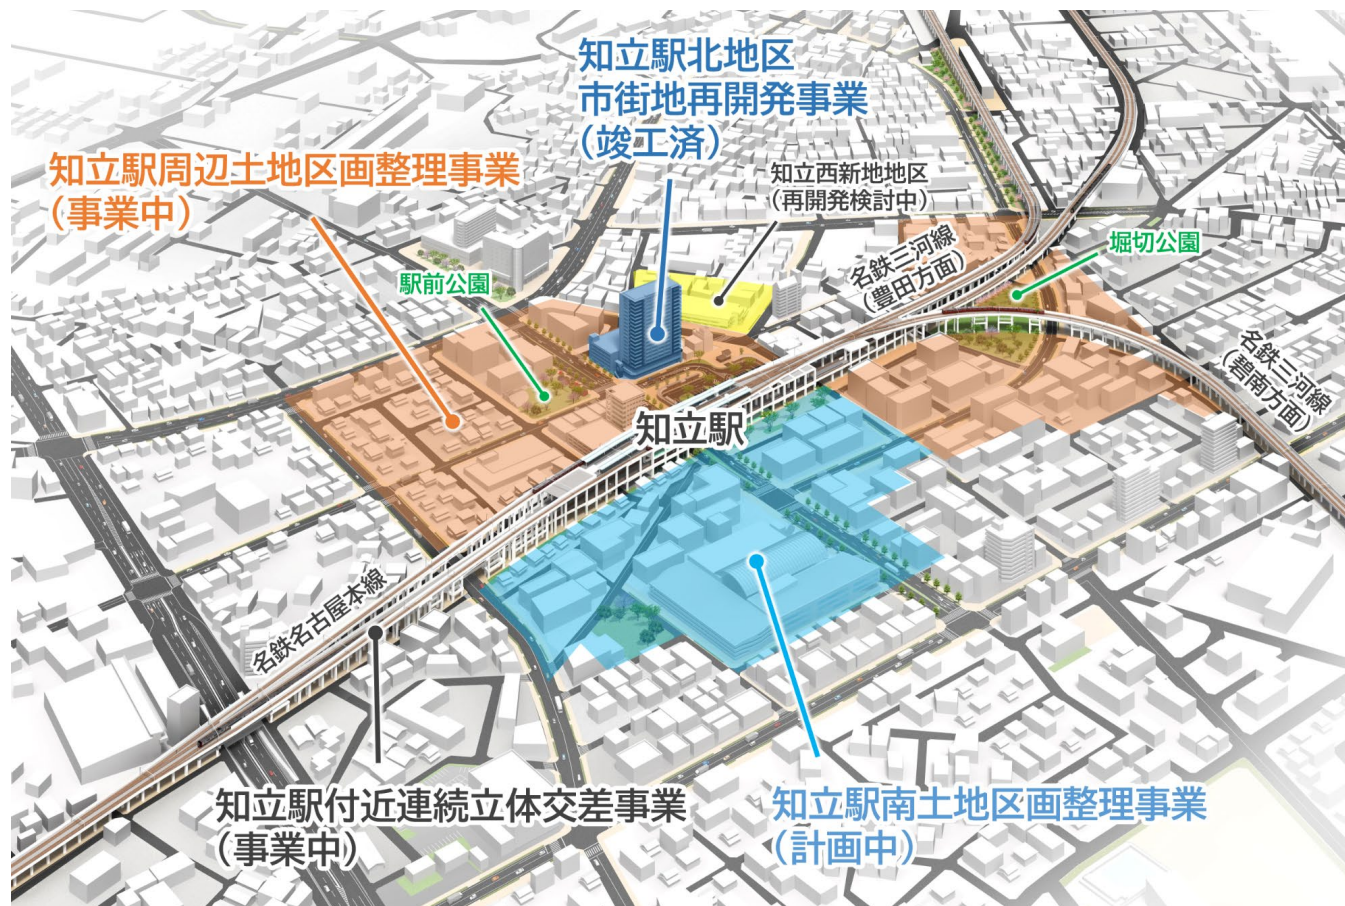 知立駅北地区
市街地再開発事業
(竣工済)
知立駅周辺土地区画整理事業
(事業中)
知立西新地地区
(再開発検討中)
駅前公園
名鉄三河線
(豊田方面)
堀切公園
名鉄三河線
(碧南方面)
知立駅
名鉄名古屋本線
知立駅付近連続立体交差事業
(事業中)
知立駅南土地区画整理事業
(計画中)